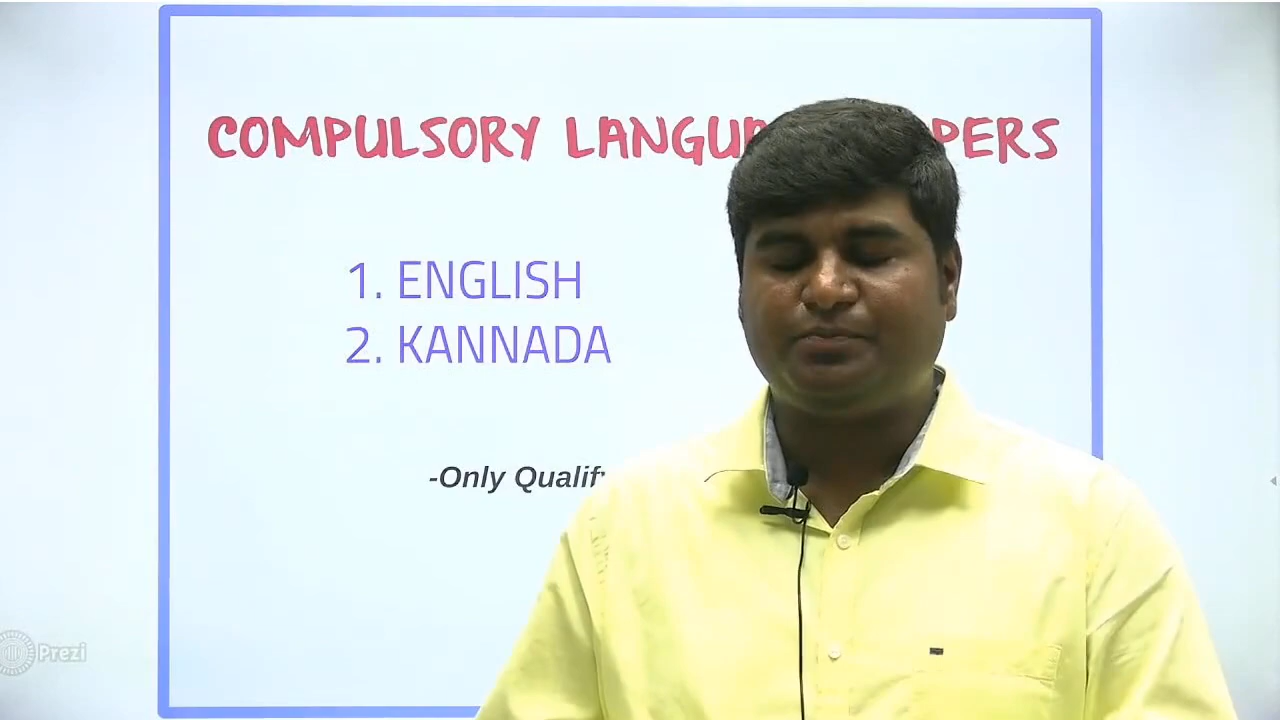 COMPULSORY LANGU PERS
1. ENGLISH
2. KANNADA
-Only Qualif
Prezi